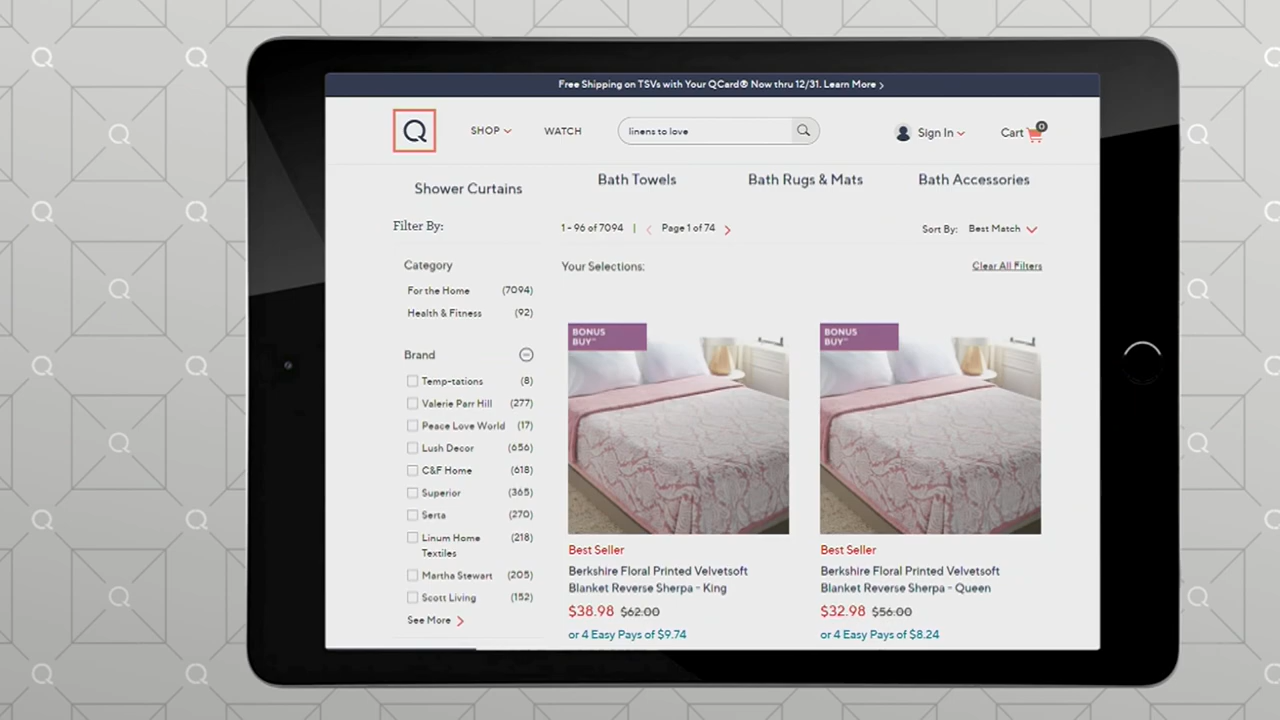 Free Shipping on TSVs with Your QCard® Now thru 12/31. Learn More >
Q
SHOP
WATCH
linens to love
Sign In
Cart
0
Shower Curtains
Bath Towels
Bath Rugs & Mats
Bath Accessories
Filter By:
1 - 96 of 7094 | < Page 1 of 74 >
Sort By: Best Match
Category
For the Home (7094)
Health & Fitness (92)
Your Selections:
Clear All Filters
Brand
Temp-tations (8)
Valerie Parr Hill (277)
Peace Love World (17)
Lush Decor (656)
C&F Home (618)
Superior (365)
Serta (270)
Linum Home (218)
Textiles
Martha Stewart (205)
Scott Living (152)
See More >
BONUS
BUY™
Best Seller
Berkshire Floral Printed Velvetsoft
Blanket Reverse Sherpa - King
$38.98 $62.00
or 4 Easy Pays of $9.74
BONUS
BUY™
Best Seller
Berkshire Floral Printed Velvetsoft
Blanket Reverse Sherpa - Queen
$32.98 $56.00
or 4 Easy Pays of $8.24